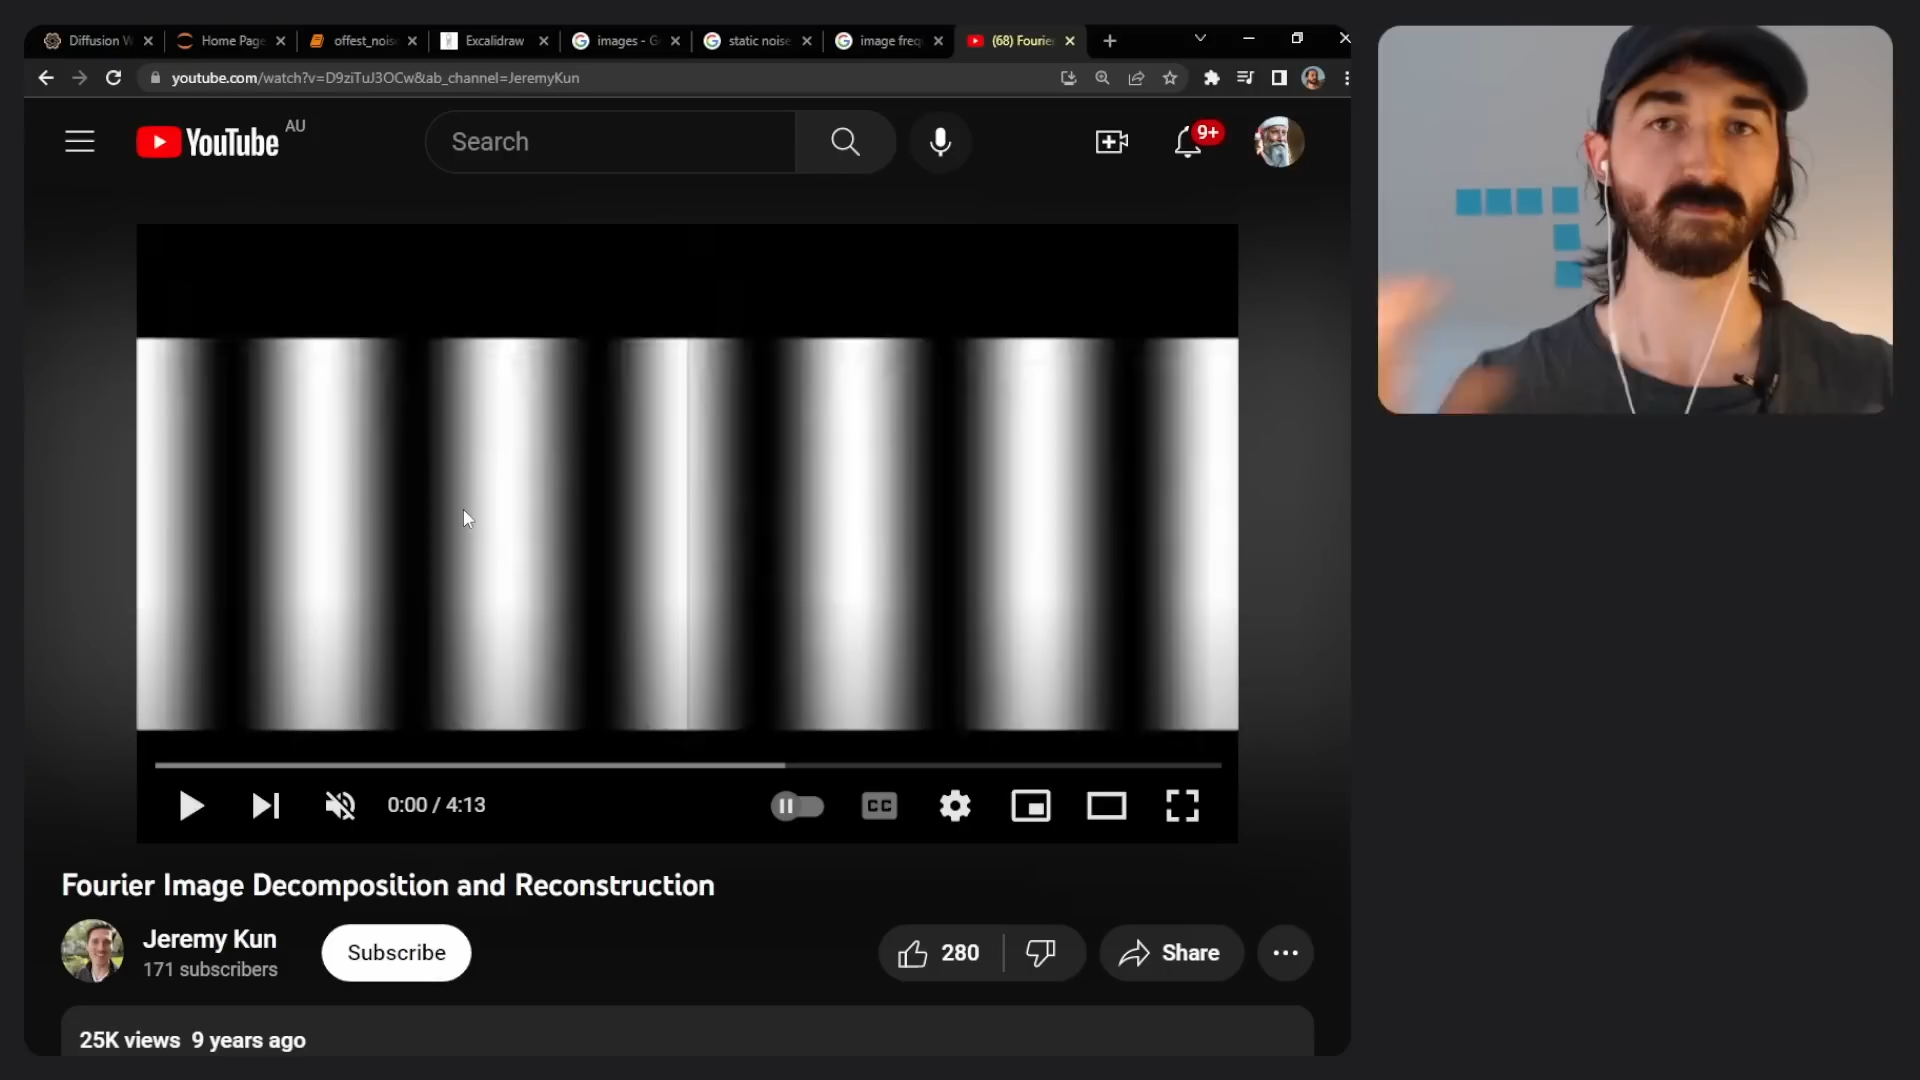 Diffusion W
Home Page
offest_nois
Excalidraw
images - G
static noise
image freq
(68) Fourier
youtube.com/watch?v=D9ziTuJ3OCw&ab_channel=JeremyKun
YouTube
AU
Search
9+
0:00 / 4:13
CC
Fourier Image Decomposition and Reconstruction
Jeremy Kun
171 subscribers
Subscribe
280
Share
25K views 9 years ago